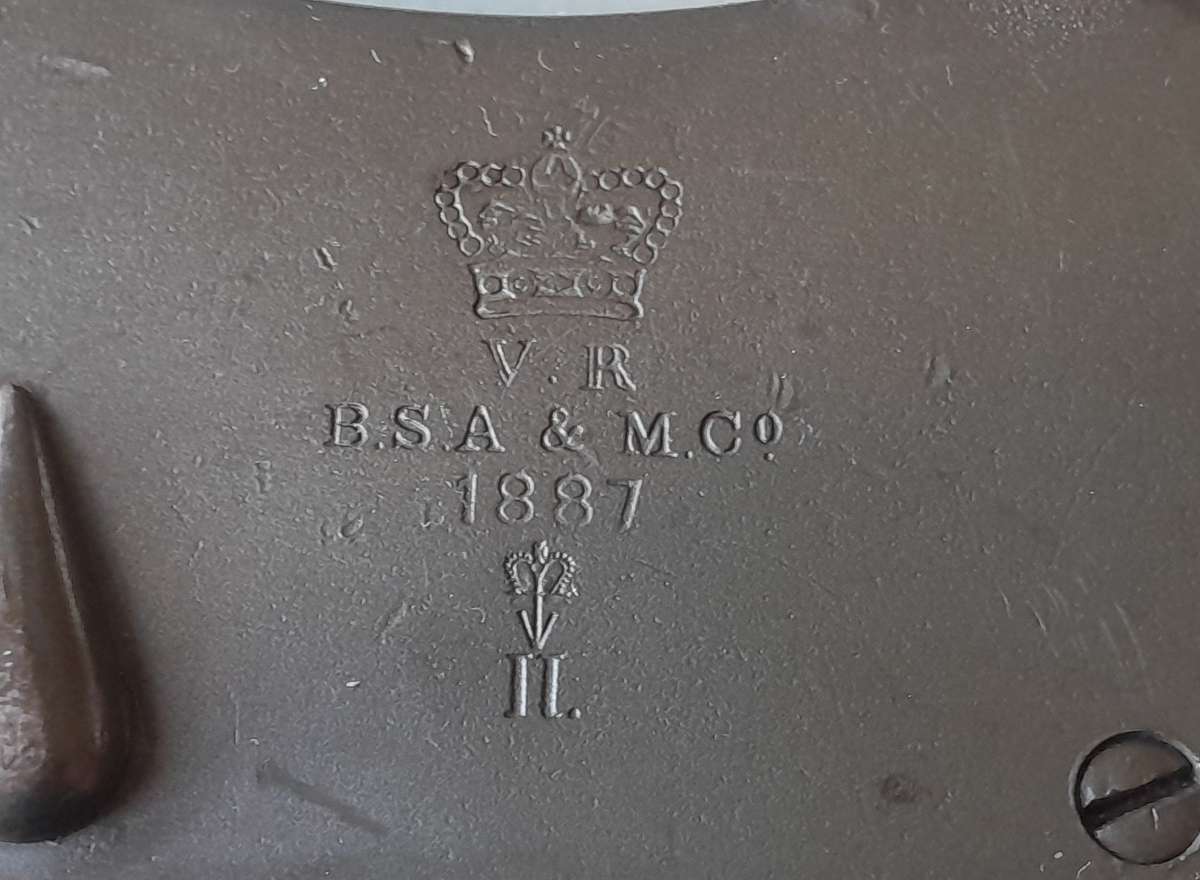 V.R
B.S.A & M.Cº.
1887
II.